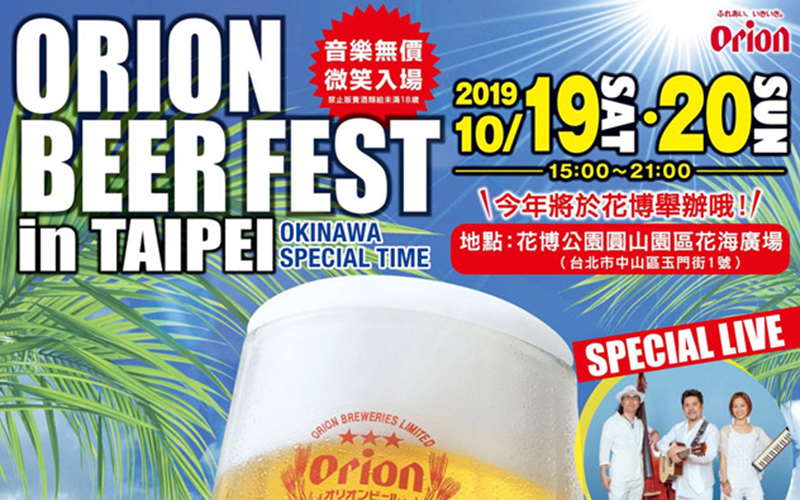 ORION
BEER FEST
in TAIPEI
OKINAWA
SPECIAL TIME
音樂無價
微笑入場
禁止販賣酒類給未滿18歲
ふれあい、いきいき。
Orion
2019
10/19 SAT・20 SUN
15:00~21:00
今年將於花博舉辦哦！
地點：花博公園圓山園區花海廣場
（台北市中山區玉門街1號）
SPECIAL LIVE
ORION BREWERIES LIMITED
Orion
オリオンビール